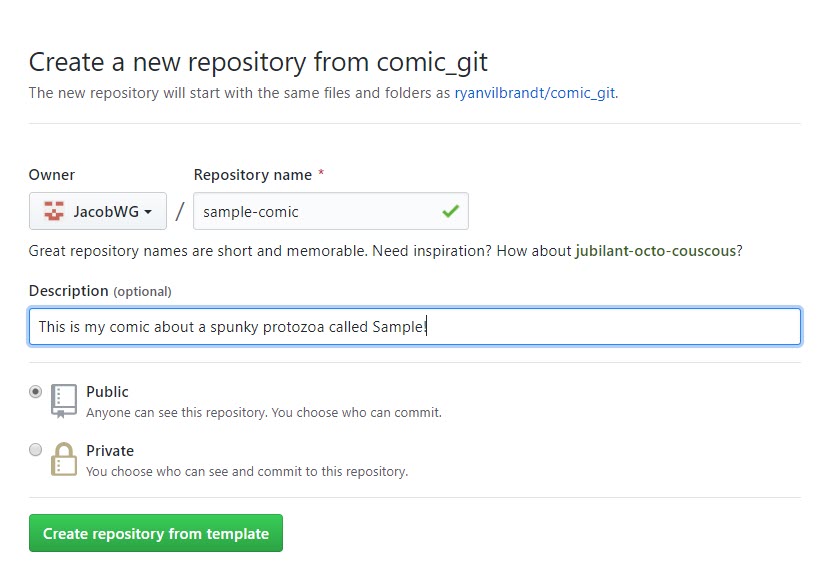 Create a new repository from comic_git
The new repository will start with the same files and folders as ryanvilbrandt/comic_git.
Owner
Repository name *
JacobWG / sample-comic
Great repository names are short and memorable. Need inspiration? How about jubilant-octo-couscous?
Description (optional)
This is my comic about a spunky protozoa called Sample!
Public
Anyone can see this repository. You choose who can commit.
Private
You choose who can see and commit to this repository.
Create repository from template